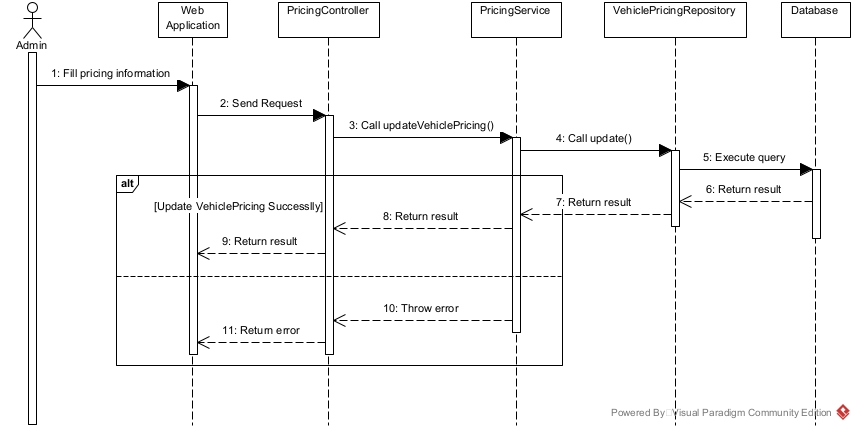 Admin
Web
Application
PricingController
PricingService
VehiclePricingRepository
Database
1: Fill pricing information
2: Send Request
3: Call updateVehiclePricing()
4: Call update()
5: Execute query
6: Return result
7: Return result
alt
[Update VehiclePricing Successlly]
8: Return result
9: Return result
10: Throw error
11: Return error
Powered By Visual Paradigm Community Edition